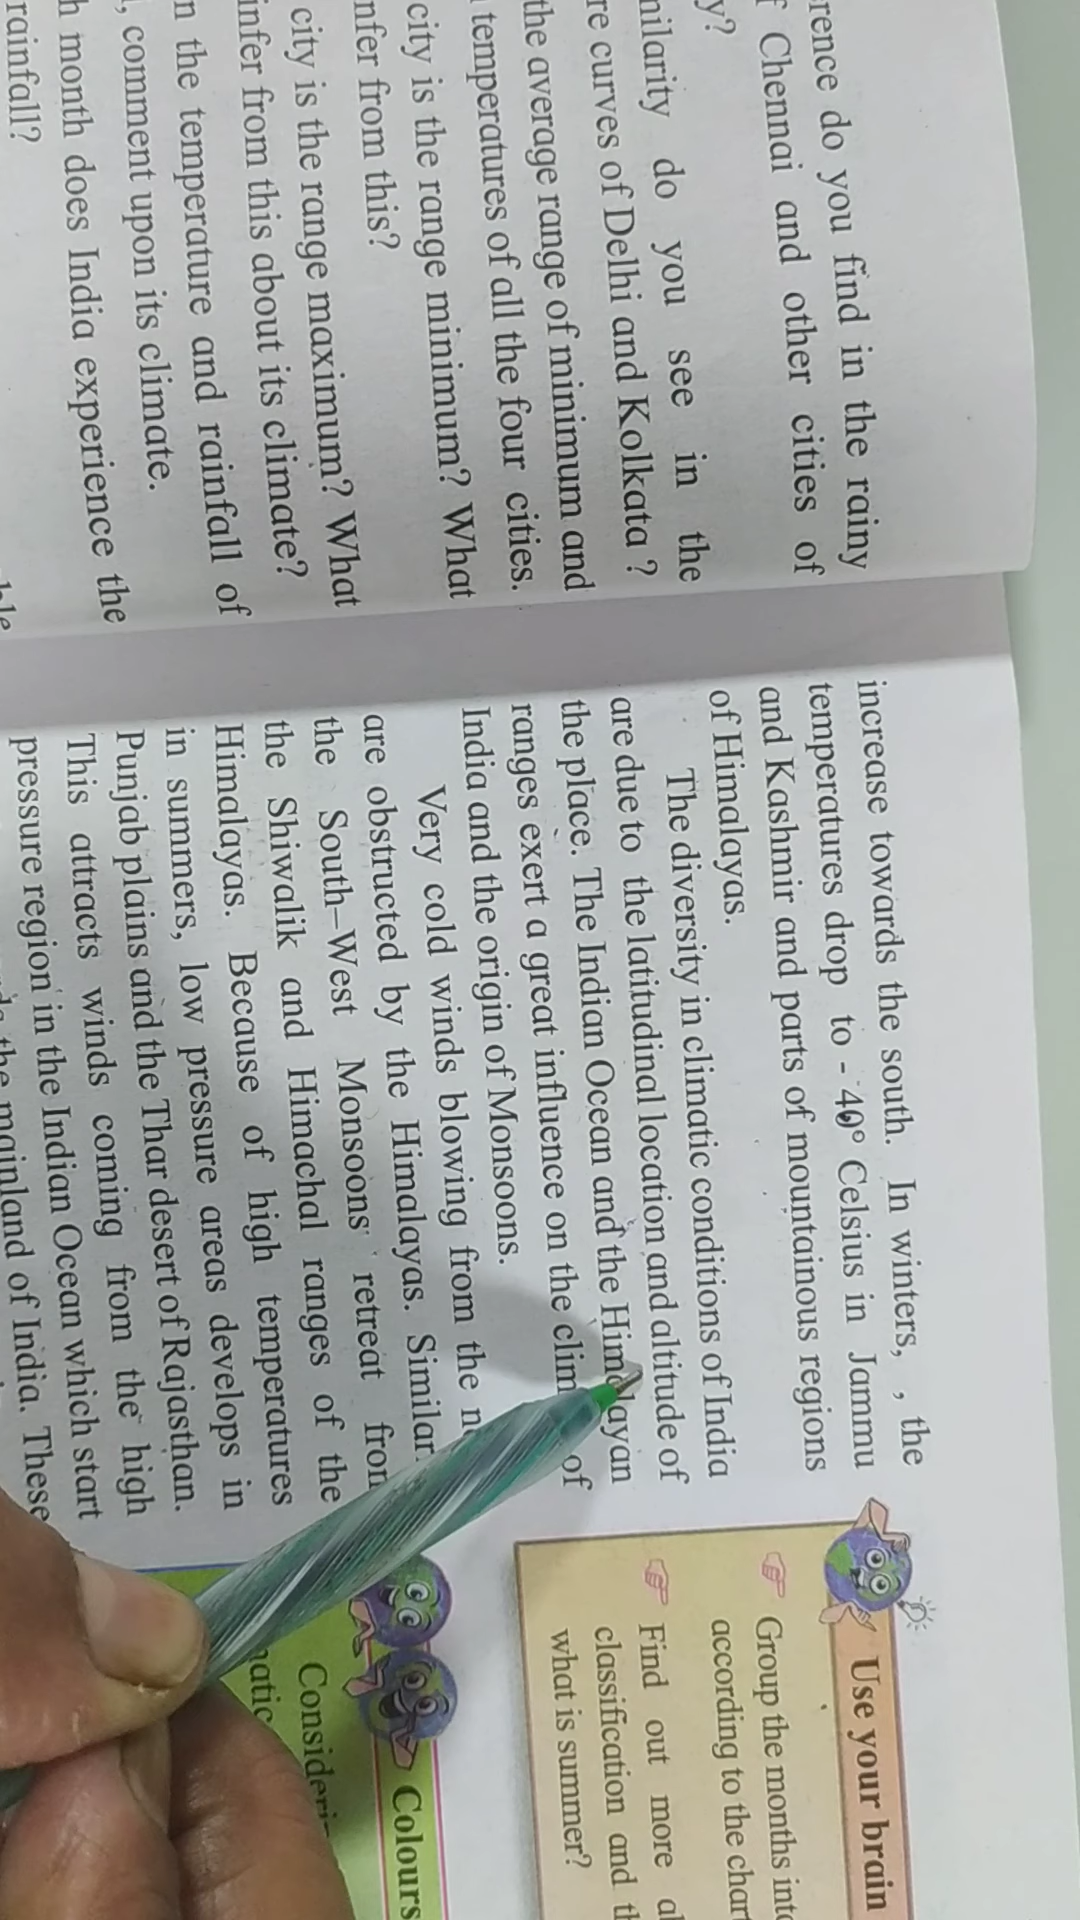 rence do you find in the rainy
Chennai and other cities of
y?
nilarity do you see in the
re curves of Delhi and Kolkata ?
the average range of minimum and
temperatures of all the four cities.
city is the range minimum? What
nfer from this?
city is the range maximum? What
infer from this about its climate?
n the temperature and rainfall of
, comment upon its climate.
h month does India experience the
rainfall?
increase towards the south. In winters, , the
temperatures drop to - 40° Celsius in Jammu
and Kashmir and parts of mountainous regions
of Himalayas.
The diversity in climatic conditions of India
are due to the latitudinal location and altitude of
the place. The Indian Ocean and the Himalayan
ranges exert a great influence on the clim of
India and the origin of Monsoons.
Very cold winds blowing from the n
are obstructed by the Himalayas. Similar
the South-West Monsoons retreat from
the Shiwalik and Himachal ranges of the
Himalayas. Because of high temperatures
in summers, low pressure areas develops in
Punjab plains and the Thar desert of Rajasthan.
This attracts winds coming from the high
pressure region in the Indian Ocean which start
the mainland of India. These
Use your brain
Group the months into
according to the chart
Find out more a
classification and th
what is summer?
Colours
Consideri
atic